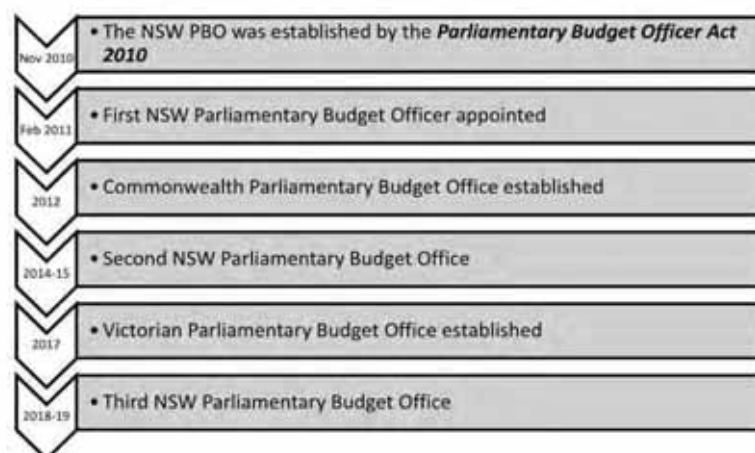 Nov 2010
• The NSW PBO was established by the Parliamentary Budget Officer Act
2010
Feb 2011
• First NSW Parliamentary Budget Officer appointed
2012
• Commonwealth Parliamentary Budget Office established
2014-15
• Second NSW Parliamentary Budget Office
2017
• Victorian Parliamentary Budget Office established
2018-19
• Third NSW Parliamentary Budget Office